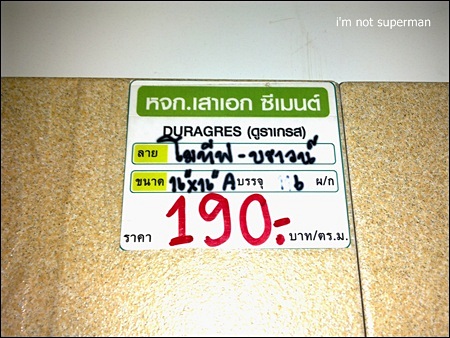 i'm not superman
หจก.เสาเอก ซีเมนต์
DURAGRES (ดูราเกรส)
ลาย โมทีฟ-บราวน์
ขนาด A บรรจุ ผ/ก
ราคา 190.- บาท/ตร.ม.